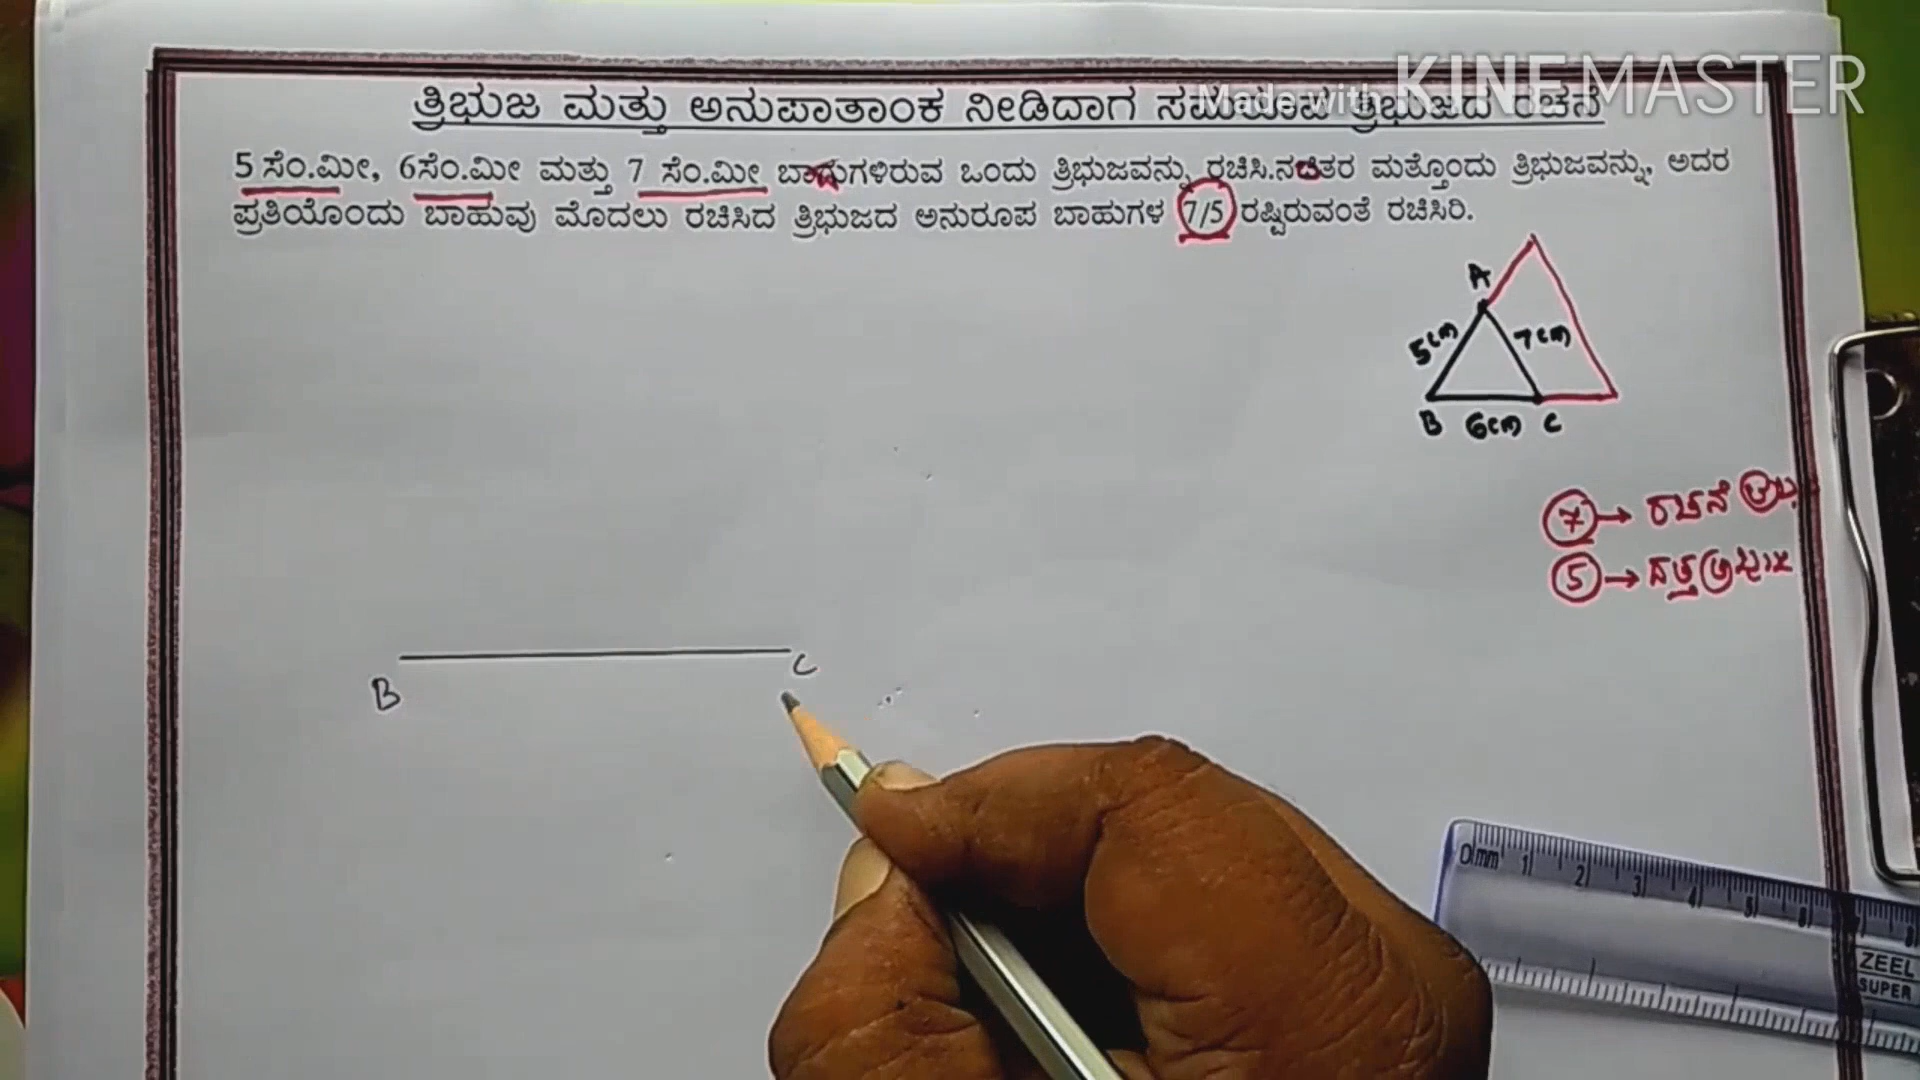 Made with KINEMASTER
ತ್ರಿಭುಜ ಮತ್ತು ಅನುಪಾತಾಂಕ ನೀಡಿದಾಗ ಸಮರೂಪ ತ್ರಿಭುಜದ ರಚನೆ
5 ಸೆಂ.ಮೀ, 6ಸೆಂ.ಮೀ ಮತ್ತು 7 ಸೆಂ.ಮೀ ಬಾಹುಗಳಿರುವ ಒಂದು ತ್ರಿಭುಜವನ್ನು ರಚಿಸಿ.ನಂತರ ಮತ್ತೊಂದು ತ್ರಿಭುಜವನ್ನು, ಅದರ
ಪ್ರತಿಯೊಂದು ಬಾಹುವು ಮೊದಲು ರಚಿಸಿದ ತ್ರಿಭುಜದ ಅನುರೂಪ ಬಾಹುಗಳ 7/5 ರಷ್ಟಿರುವಂತೆ ರಚಿಸಿರಿ.
A
5cm 7cm
B 6cm C
7 → ರಚನೆ
5 → ದತ್ತ
B C
0mm 1 2 3 4 5 6
ZEEL
SUPER